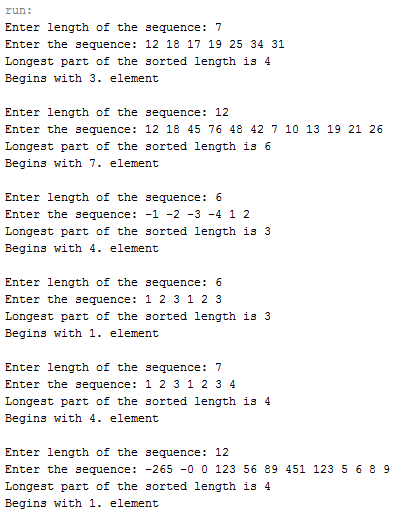 run:
Enter length of the sequence: 7
Enter the sequence: 12 18 17 19 25 34 31
Longest part of the sorted length is 4
Begins with 3. element
Enter length of the sequence: 12
Enter the sequence: 12 18 45 76 48 42 7 10 13 19 21 26
Longest part of the sorted length is 6
Begins with 7. element
Enter length of the sequence: 6
Enter the sequence: -1 -2 -3 -4 1 2
Longest part of the sorted length is 3
Begins with 4. element
Enter length of the sequence: 6
Enter the sequence: 1 2 3 1 2 3
Longest part of the sorted length is 3
Begins with 1. element
Enter length of the sequence: 7
Enter the sequence: 1 2 3 1 2 3 4
Longest part of the sorted length is 4
Begins with 4. element
Enter length of the sequence: 12
Enter the sequence: -265 -0 0 123 56 89 451 123 5 6 8 9
Longest part of the sorted length is 4
Begins with 1. element